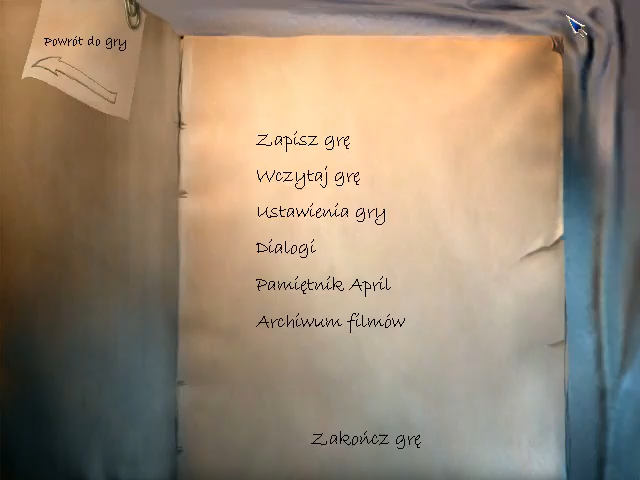 Powrót do gry
Zapisz grę
Wczytaj grę
Ustawienia gry
Dialogi
Pamiętnik April
Archiwum filmów
Zakończ grę